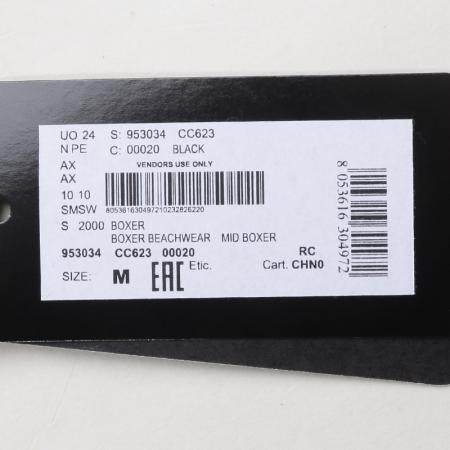 UO 24 S: 953034 CC623
N PE C: 00020 BLACK
AX VENDORS USE ONLY
AX
10 10
SMSW 805361630497210232826220
S 2000 BOXER
BOXER BEACHWEAR MID BOXER
953034 CC623 00020 RC
SIZE: M EAC Etic. Cart. CHN0
8 053616 304972